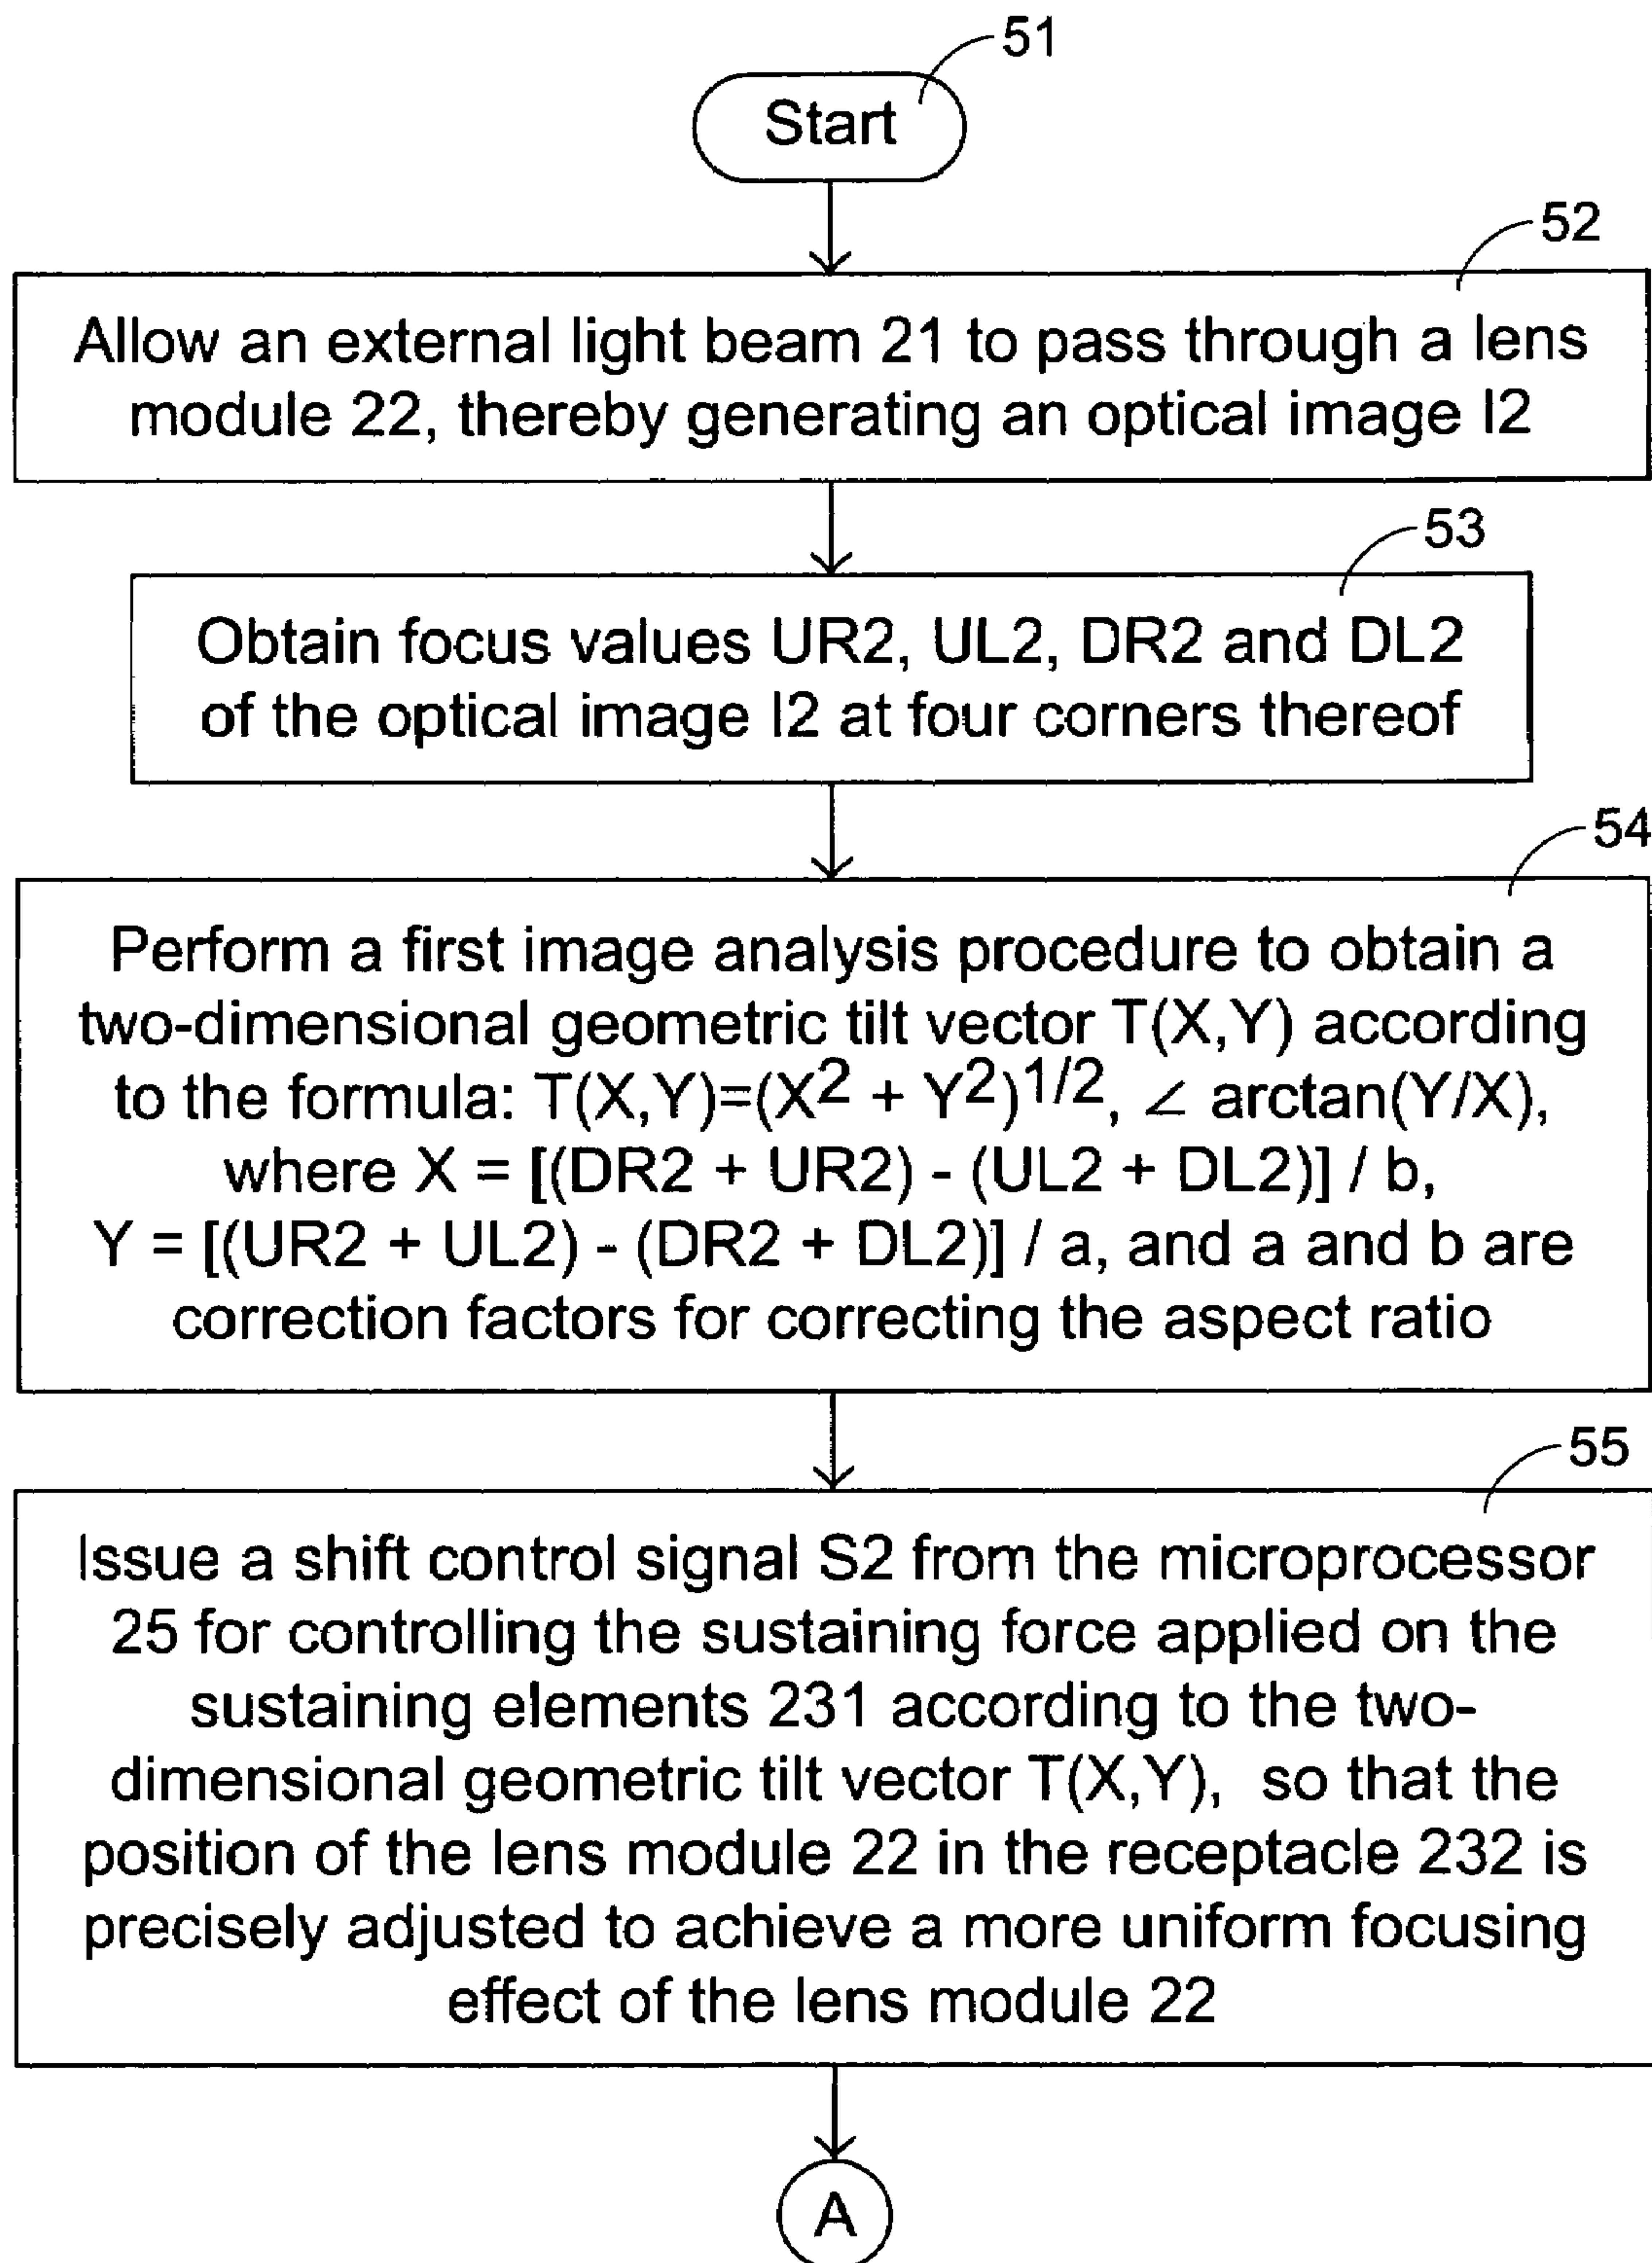 51
Start
52
Allow an external light beam 21 to pass through a lens
module 22, thereby generating an optical image I2
53
Obtain focus values UR2, UL2, DR2 and DL2
of the optical image I2 at four corners thereof
54
Perform a first image analysis procedure to obtain a
two-dimensional geometric tilt vector T(X,Y) according
to the formula: T(X,Y)=(X² + Y²)¹/², ∠ arctan(Y/X),
where X = [(DR2 + UR2) - (UL2 + DL2)] / b,
Y = [(UR2 + UL2) - (DR2 + DL2)] / a, and a and b are
correction factors for correcting the aspect ratio
55
Issue a shift control signal S2 from the microprocessor
25 for controlling the sustaining force applied on the
sustaining elements 231 according to the two-
dimensional geometric tilt vector T(X,Y), so that the
position of the lens module 22 in the receptacle 232 is
precisely adjusted to achieve a more uniform focusing
effect of the lens module 22
A